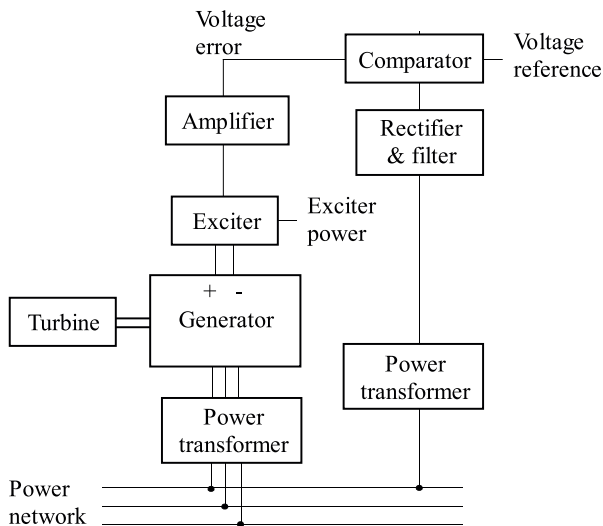 Voltage
error
Comparator
Voltage
reference
Amplifier
Rectifier
& filter
Exciter
Exciter
power
+ -
Turbine
Generator
Power
transformer
Power
transformer
Power
network